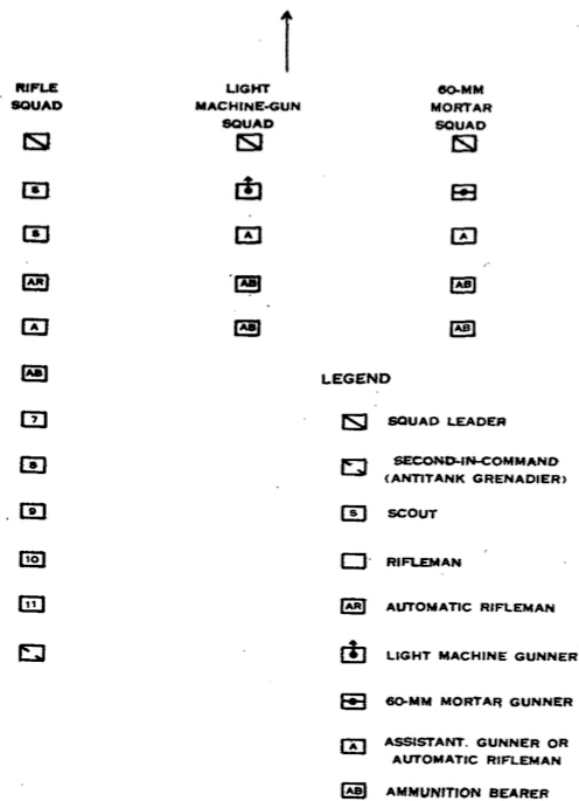 RIFLE
SQUAD
LIGHT
MACHINE-GUN
SQUAD
60-MM
MORTAR
SQUAD
S
S
AR
A
AB
7
8
9
10
11
A
AB
AB
A
AB
AB
LEGEND
SQUAD LEADER
SECOND-IN-COMMAND
(ANTITANK GRENADIER)
S SCOUT
RIFLEMAN
AR AUTOMATIC RIFLEMAN
LIGHT MACHINE GUNNER
60-MM MORTAR GUNNER
A ASSISTANT. GUNNER OR
AUTOMATIC RIFLEMAN
AB AMMUNITION BEARER